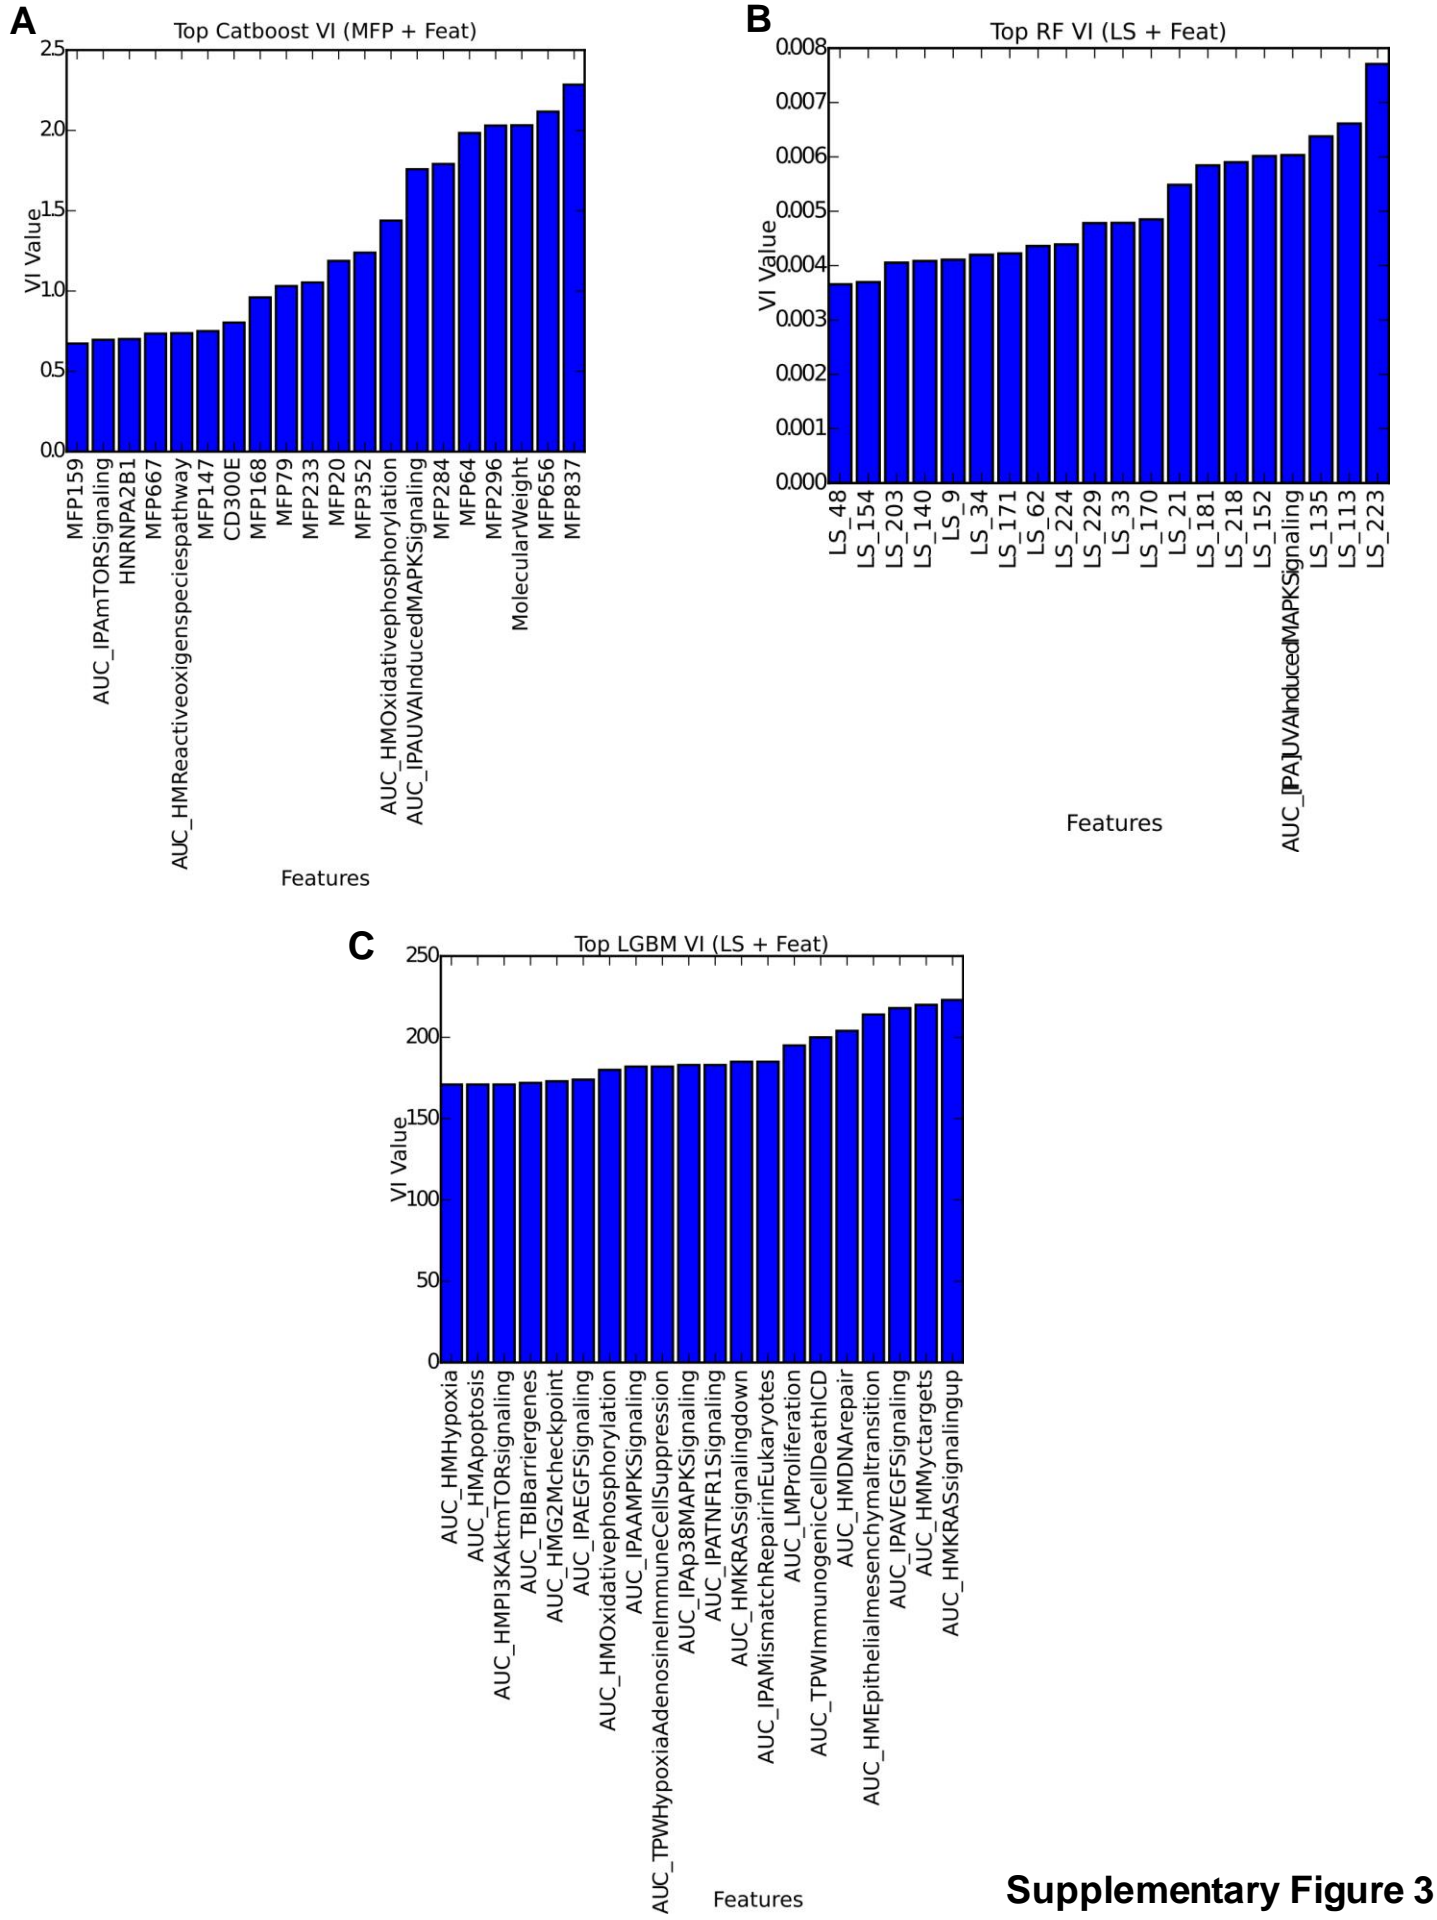 A
Top Catboost VI (MFP + Feat)
2.5
2.0
1.5
1.0
0.5
0.0
VI Value
MFP159
AUC_IPAmTORSignaling
HNRNPA2B1
MFP667
AUC_HMReactiveoxigenspeciespathway
MFP147
CD300E
MFP168
MFP79
MFP233
MFP20
MFP352
AUC_HMOxidativephosphorylation
AUC_IPAUVAInducedMAPKSignaling
MFP284
MFP64
MFP296
MolecularWeight
MFP656
MFP837
Features
B
Top RF VI (LS + Feat)
0.008
0.007
0.006
0.005
0.004
0.003
0.002
0.001
0.000
VI Value
LS_48
LS_154
LS_203
LS_140
LS_9
LS_34
LS_171
LS_62
LS_224
LS_229
LS_33
LS_170
LS_21
LS_181
LS_218
LS_152
AUC_[IPA]UVAInducedMAPKSignaling
LS_135
LS_113
LS_223
Features
C
Top LGBM VI (LS + Feat)
250
200
150
100
50
0
VI Value
AUC_HMHypoxia
AUC_HMApoptosis
AUC_HMPI3KAktmTORsignaling
AUC_TBIBarriergenes
AUC_HMG2Mcheckpoint
AUC_IPAEGFSignaling
AUC_HMOxidativephosphorylation
AUC_IPAAMPKSignaling
AUC_TPWHypoxiaAdenosineImmuneCellSuppression
AUC_IPAp38MAPKSignaling
AUC_IPATNFR1Signaling
AUC_HMKRASsignalingdown
AUC_IPAMismatchRepairinEukaryotes
AUC_LMProliferation
AUC_TPWImmunogenicCellDeathICD
AUC_HMDNArepair
AUC_HMEpithelialmesenchymaltransition
AUC_IPAVEGFSignaling
AUC_HMMyctargets
AUC_HMKRASsignalingup
Features
Supplementary Figure 3